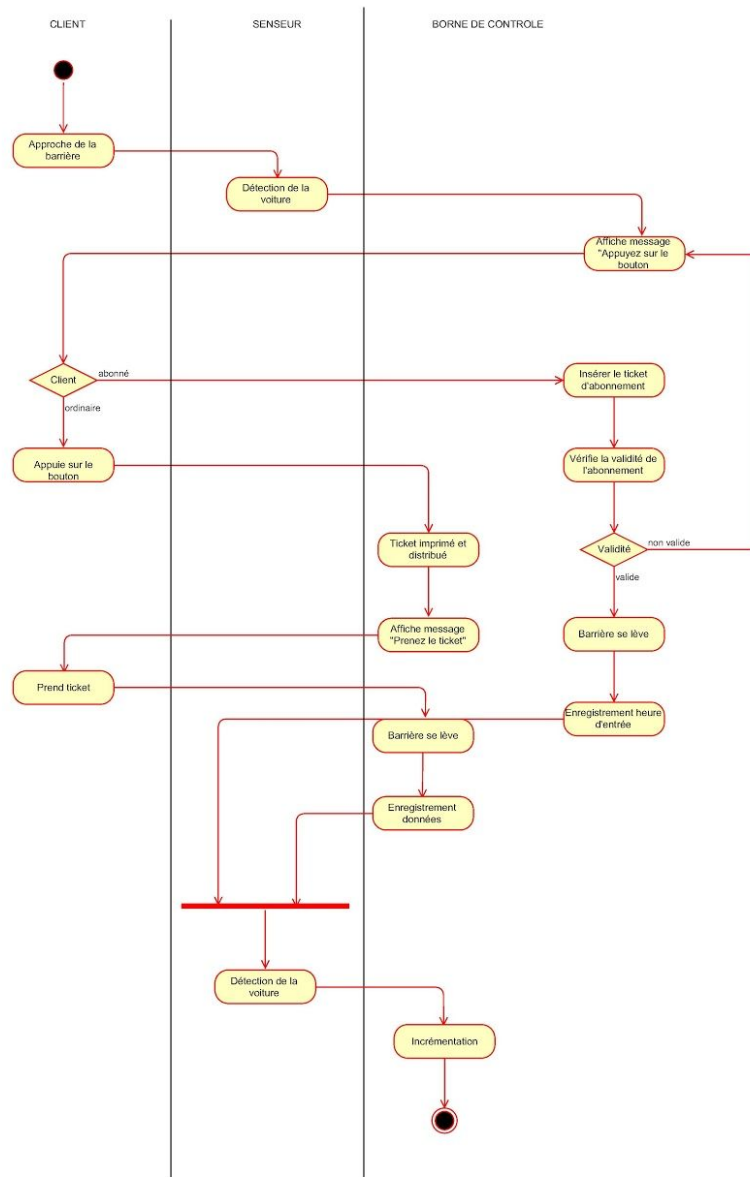 CLIENT
SENSEUR
BORNE DE CONTROLE
Approche de la
barrière
Détection de la
voiture
Affiche message
"Appuyez sur le
bouton
Client
abonné
ordinaire
Insérer le ticket
d'abonnement
Appuie sur le
bouton
Vérifie la validité de
l'abonnement
Ticket imprimé et
distribué
Validité
non valide
valide
Affiche message
"Prenez le ticket"
Barrière se lève
Prend ticket
Enregistrement heure
d'entrée
Barrière se lève
Enregistrement
données
Détection de la
voiture
Incrémentation